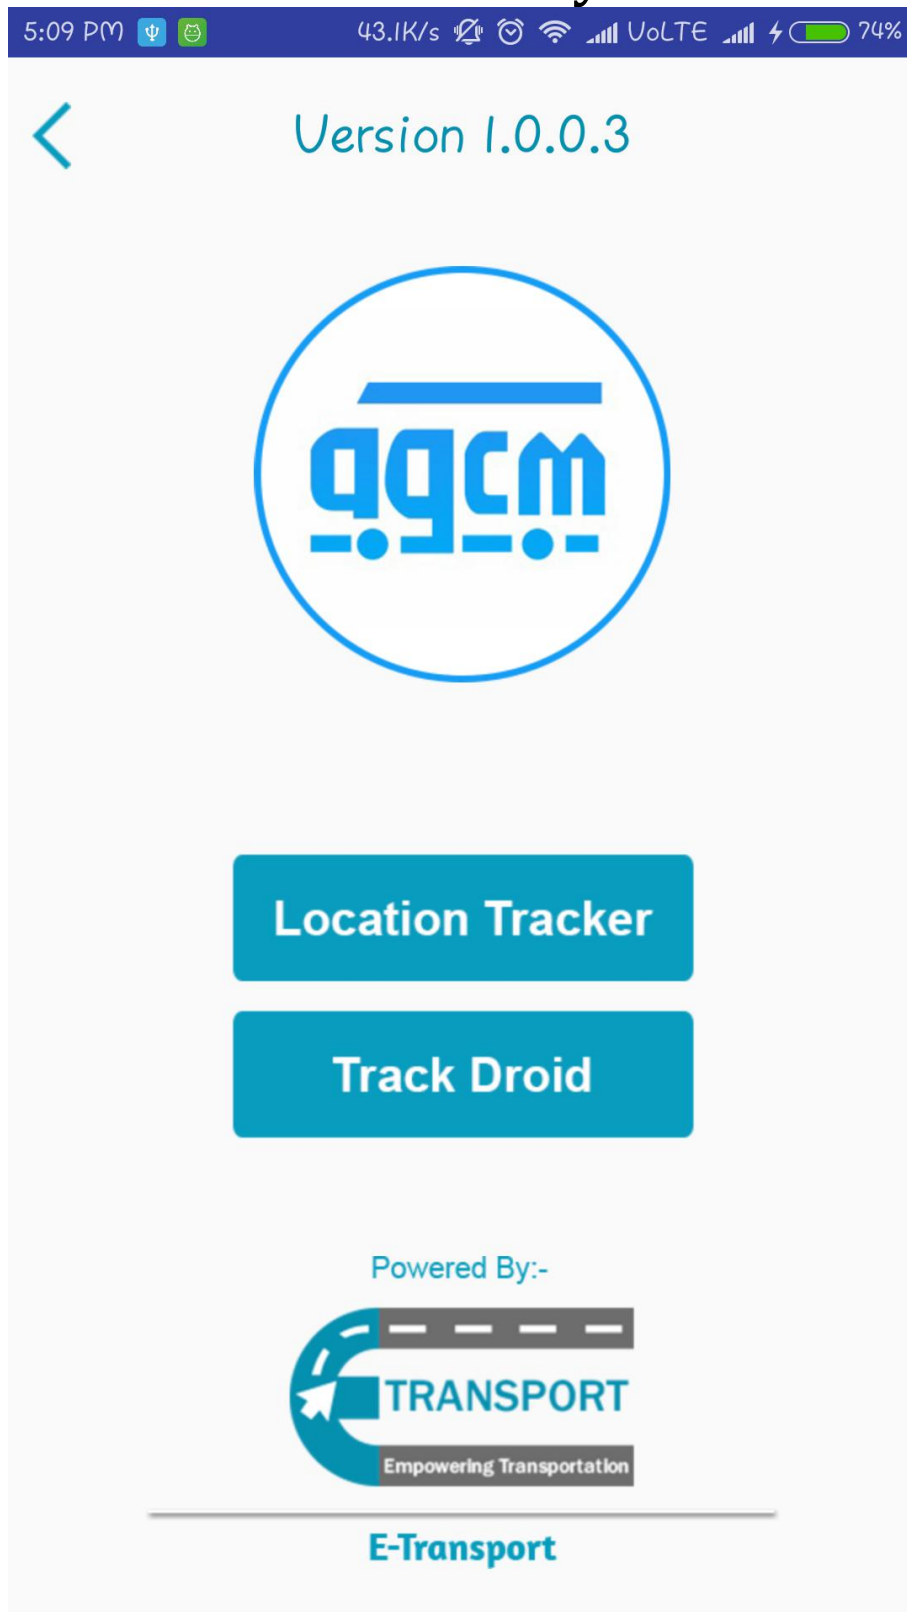 5:09 PM 43.1K/s VoLTE 74%
Version 1.0.0.3
agcm
Location Tracker
Track Droid
Powered By:-
TRANSPORT
Empowering Transportation
E-Transport